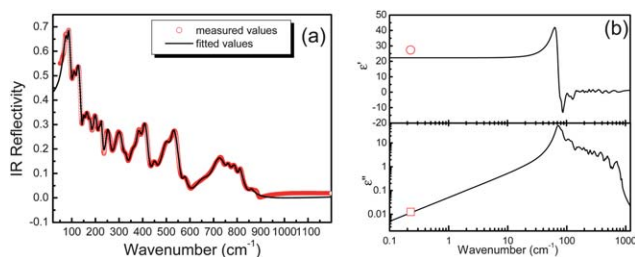 (a)
measured values
fitted values
0.7
0.6
0.5
0.4
0.3
0.2
0.1
0.0
-0.1
IR Reflectivity
100 200 300 400 500 600 700 800 900 1000
Wavenumber (cm-1)
(b)
50
40
30
20
10
0
-10
-20
ε'
10
1
0.1
0.01
ε"
0.1 1 10 100 1000
Wavenumber (cm-1)